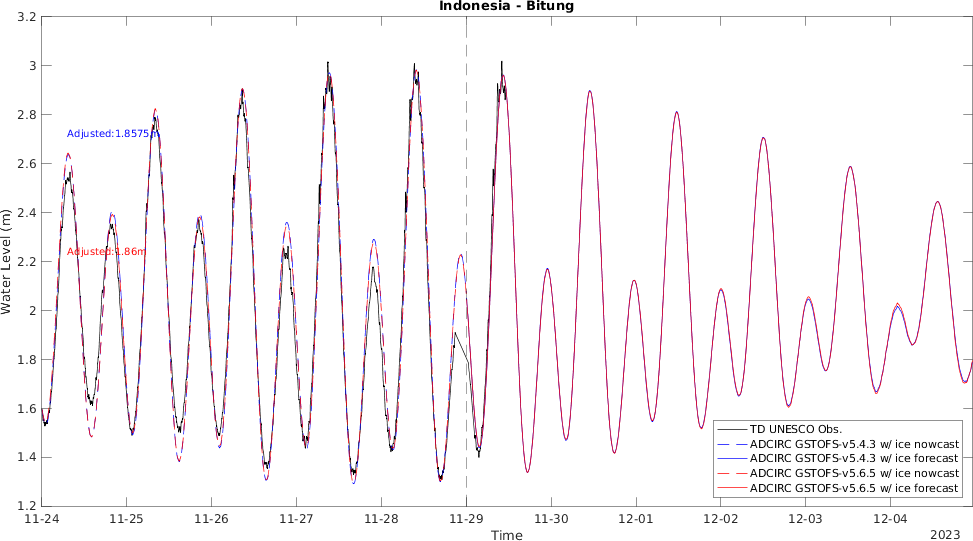 Indonesia - Bitung
3.2
3
2.8
2.6
2.4
2.2
2
1.8
1.6
1.4
1.2
Water Level (m)
Adjusted:1.8575m
Adjusted:1.86m
TD UNESCO Obs.
ADCIRC GSTOFS-v5.4.3 w/ ice nowcast
ADCIRC GSTOFS-v5.4.3 w/ ice forecast
ADCIRC GSTOFS-v5.6.5 w/ ice nowcast
ADCIRC GSTOFS-v5.6.5 w/ ice forecast
11-24 11-25 11-26 11-27 11-28 11-29 11-30 12-01 12-02 12-03 12-04
Time
2023